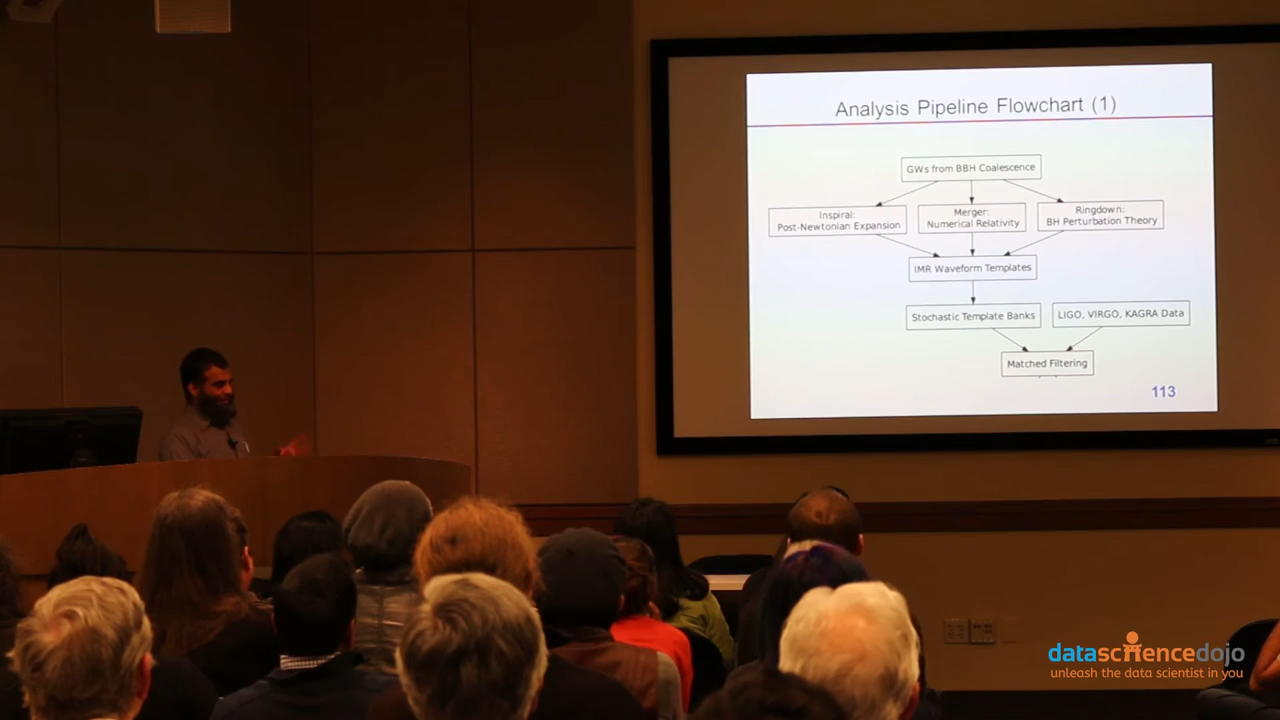 Analysis Pipeline Flowchart (1)
GWs from BBH Coalescence
Inspiral:
Post-Newtonian Expansion
Merger:
Numerical Relativity
Ringdown:
BH Perturbation Theory
IMR Waveform Templates
Stochastic Template Banks
LIGO, VIRGO, KAGRA Data
Matched Filtering
113
datasciencedojo
unleash the data scientist in you